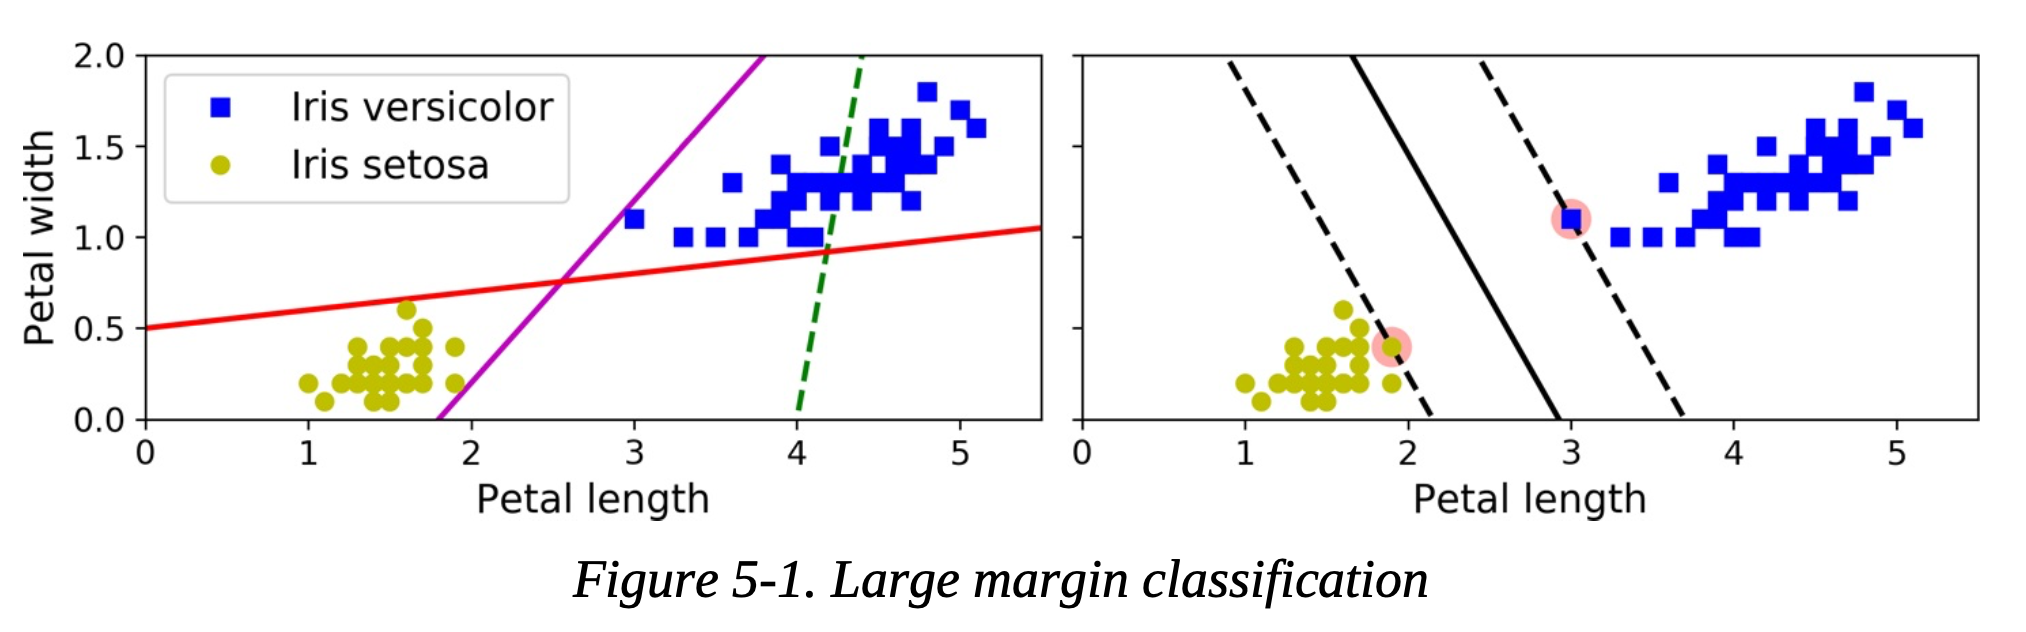 2.0
1.5
1.0
0.5
0.0
Petal width
Iris versicolor
Iris setosa
0 1 2 3 4 5
Petal length
0 1 2 3 4 5
Petal length
Figure 5-1. Large margin classification